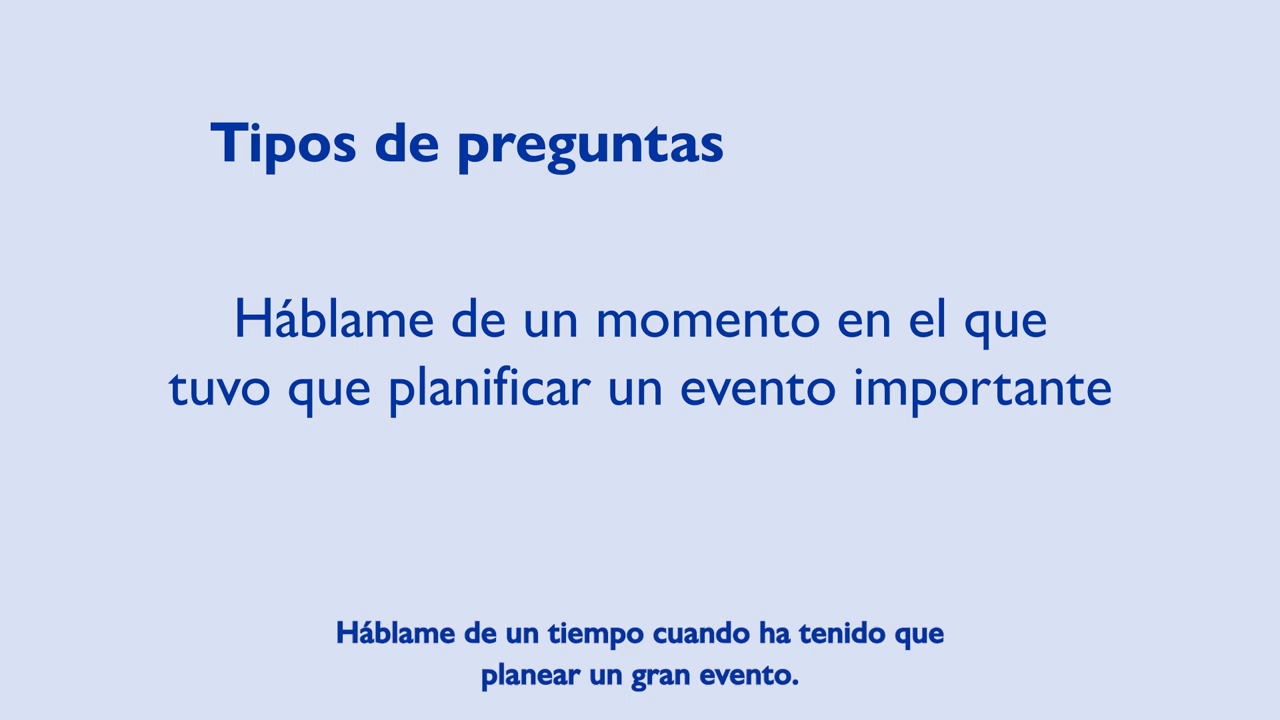 Tipos de preguntas
Háblame de un momento en el que
tuvo que planificar un evento importante
Háblame de un tiempo cuando ha tenido que
planear un gran evento.